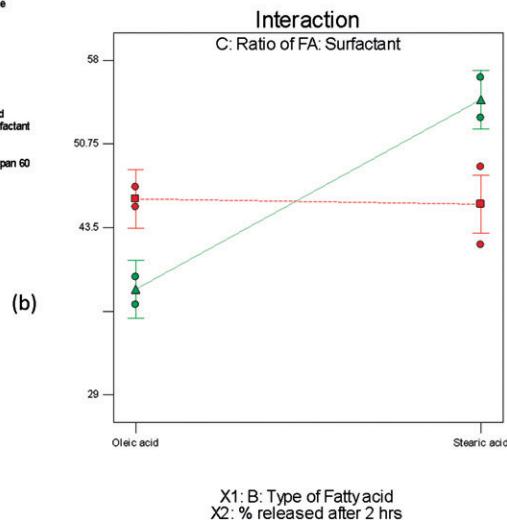 Interaction
C: Ratio of FA: Surfactant
58
factant
50.75
pan 60
43.5
(b)
29
Oleic acid
Stearic acid
X1: B: Type of Fatty acid
X2: % released after 2 hrs